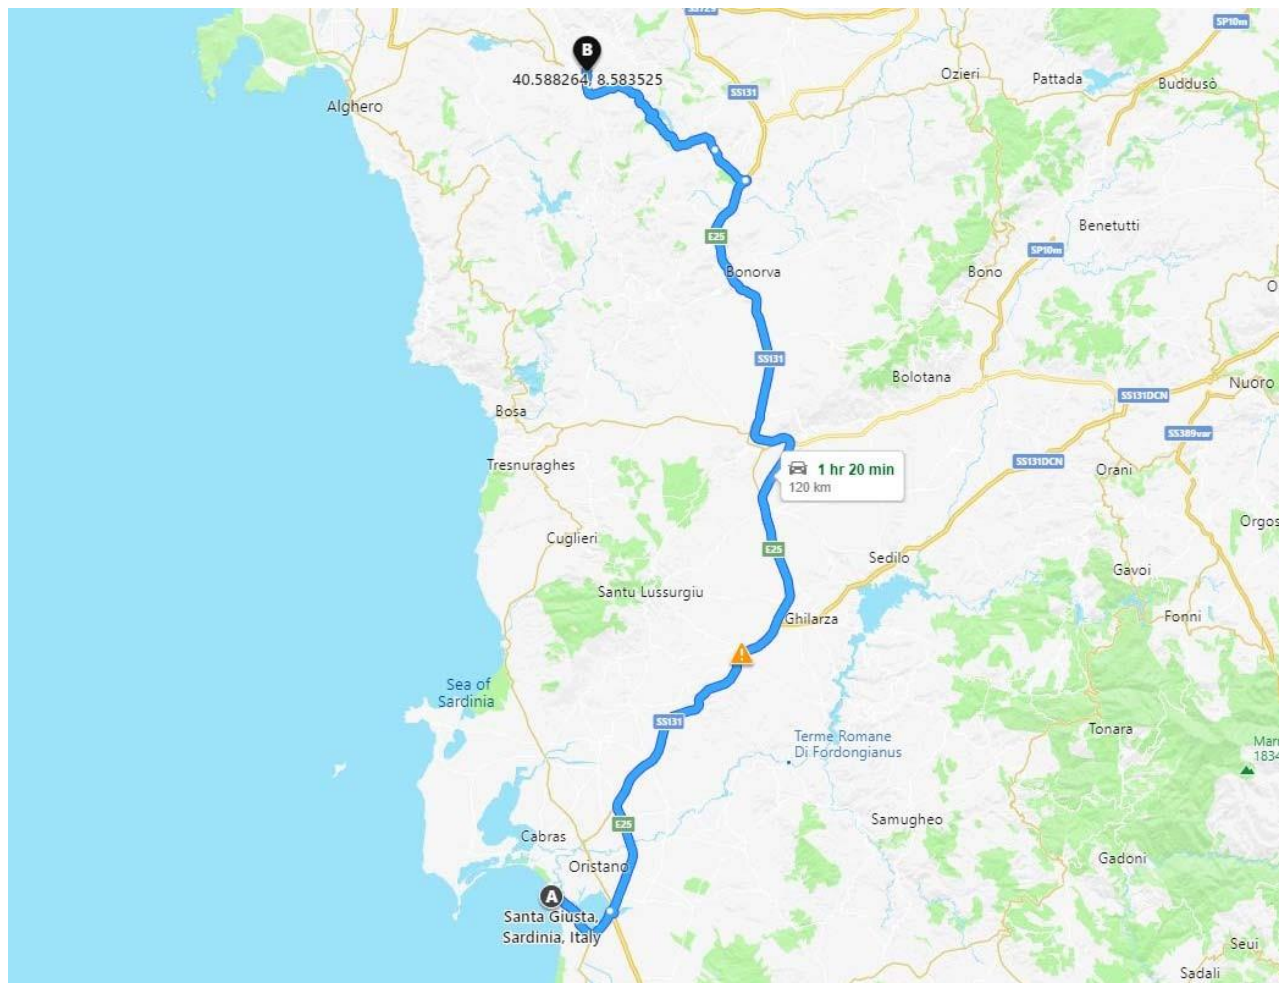 SP10m
B
40.588264, 8.583525
Ozieri
Pattada
Buddusò
SS131
Alghero
Benetutti
E25
SP10m
Bonorva
Bono
SS131
Bolotana
Nuoro
SS131DCN
Bosa
SS389var
Tresnuraghes
1 hr 20 min
120 km
SS131DCN
Orani
Cuglieri
E25
Sedilo
Orgos
Gavoi
Santu Lussurgiu
Ghilarza
Fonni
Sea of
Sardinia
SS131
Terme Romane
Di Fordongianus
Tonara
Mar
1834
E25
Cabras
Samugheo
Oristano
Gadoni
A
Santa Giusta,
Sardinia, Italy
Seui
Sadali